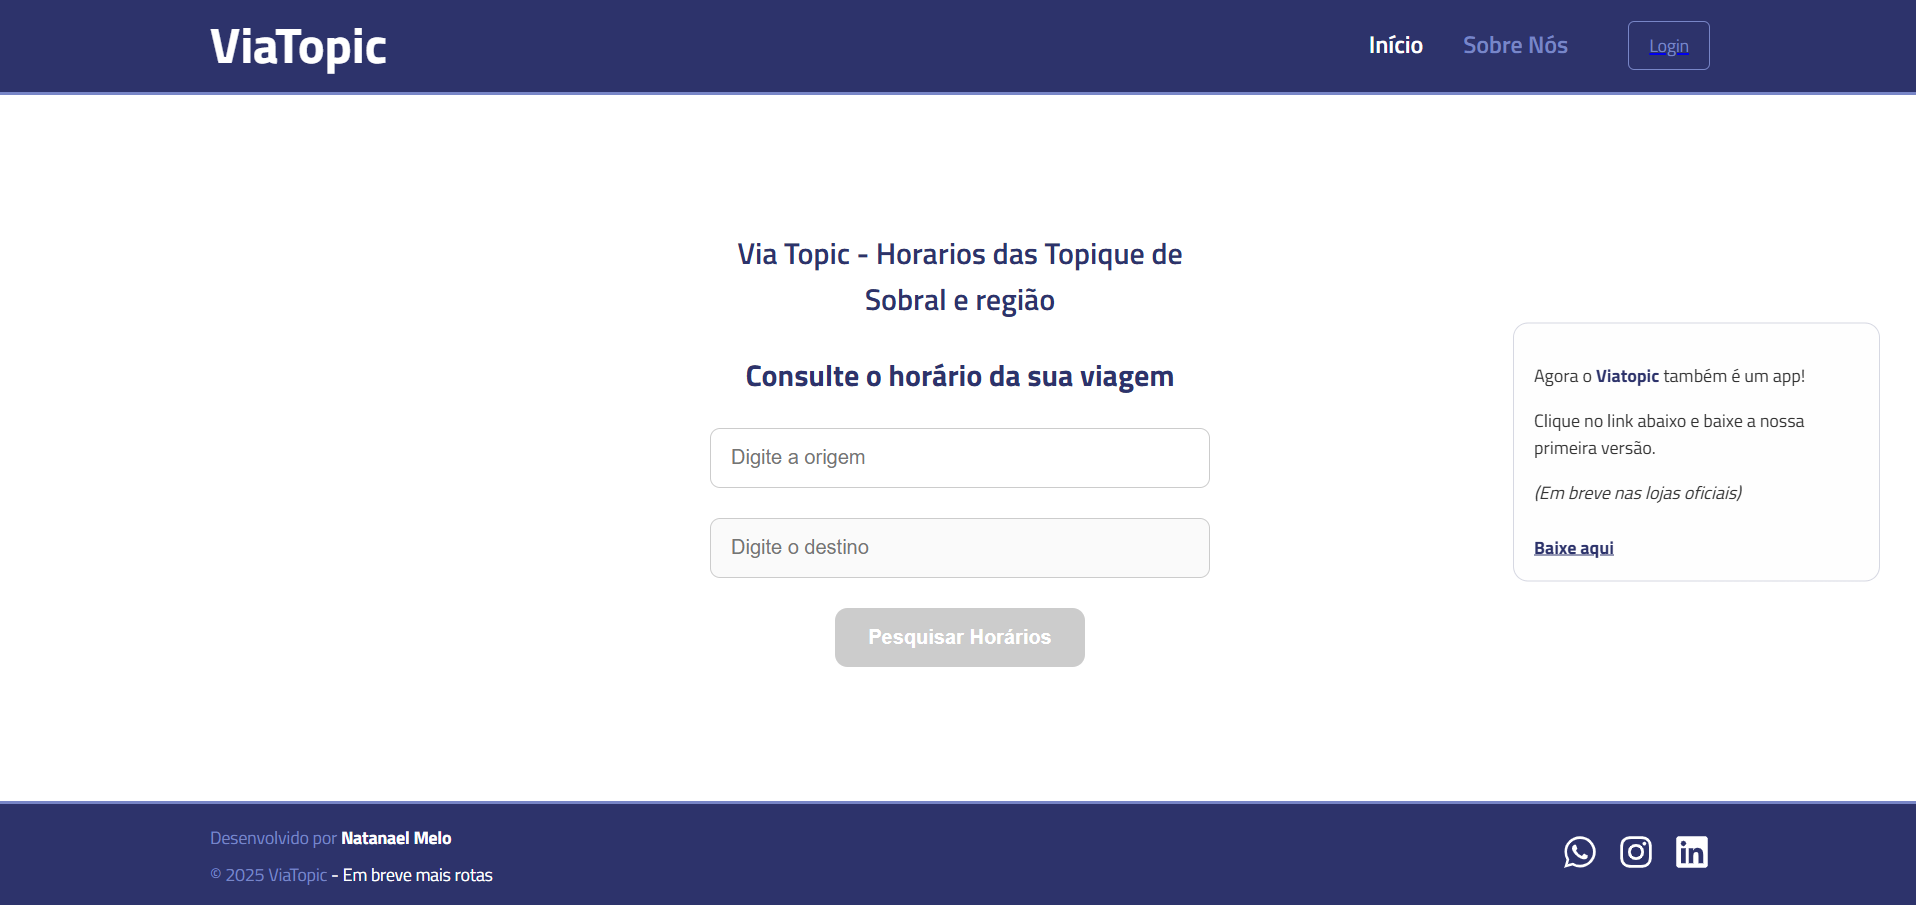 ViaTopic
Início
Sobre Nós
Login
Via Topic - Horarios das Topique de
Sobral e região
Consulte o horário da sua viagem
Digite a origem
Digite o destino
Pesquisar Horários
Agora o Viatopic também é um app!
Clique no link abaixo e baixe a nossa
primeira versão.
(Em breve nas lojas oficiais)
Baixe aqui
Desenvolvido por Natanael Melo
© 2025 ViaTopic - Em breve mais rotas
in